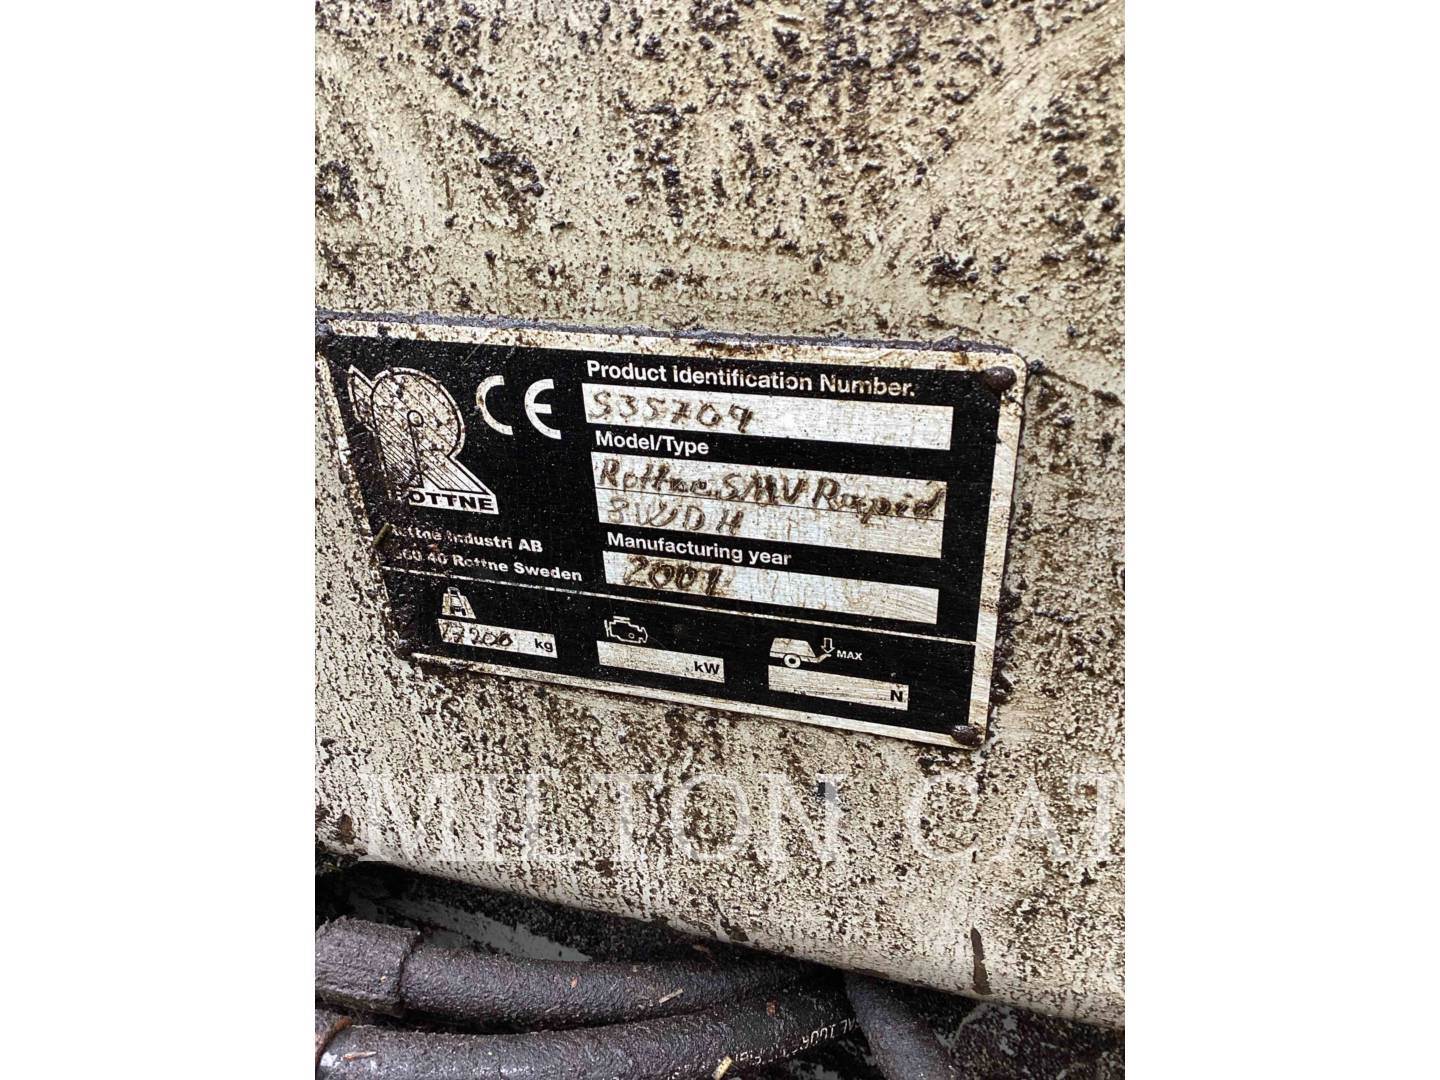 Product identification Number.
S35709
Model/Type
Rottne SMV Rapid
8WD H
Manufacturing year
2001
CE
ROTTNE
Rottne Industri AB
360 40 Rottne Sweden
17200 kg
kW
MAX
N
MILTON CAT